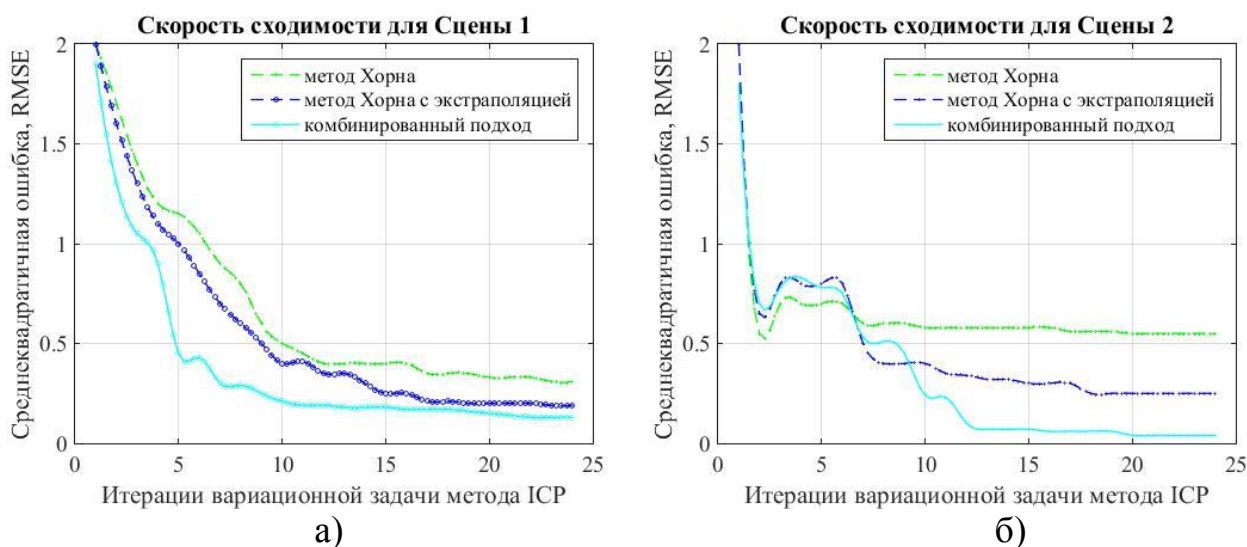 Скорость сходимости для Сцены 1
Среднеквадратичная ошибка, RMSE
2
1.5
1
0.5
0
метод Хорна
метод Хорна с экстраполяцией
комбинированный подход
0 5 10 15 20 25
Итерации вариационной задачи метода ICP
а)
Скорость сходимости для Сцены 2
Среднеквадратичная ошибка, RMSE
2
1.5
1
0.5
0
метод Хорна
метод Хорна с экстраполяцией
комбинированный подход
0 5 10 15 20 25
Итерации вариационной задачи метода ICP
б)